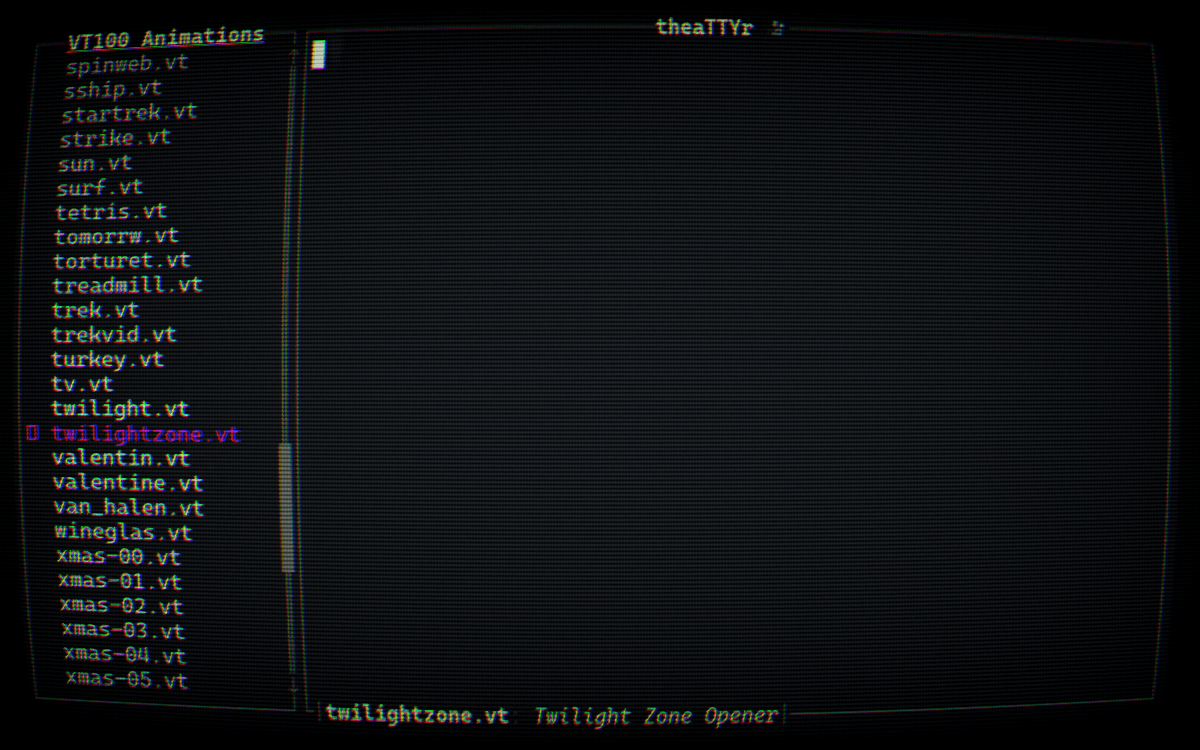 VT100 Animations
spinweb.vt
sship.vt
startrek.vt
strike.vt
sun.vt
surf.vt
tetris.vt
tomorrw.vt
torturet.vt
treadmill.vt
trek.vt
trekvid.vt
turkey.vt
tv.vt
twilight.vt
twilightzone.vt
valentin.vt
valentine.vt
van_halen.vt
wineglas.vt
xmas-00.vt
xmas-01.vt
xmas-02.vt
xmas-03.vt
xmas-04.vt
xmas-05.vt
theaTTYr
twilightzone.vt Twilight Zone Opener